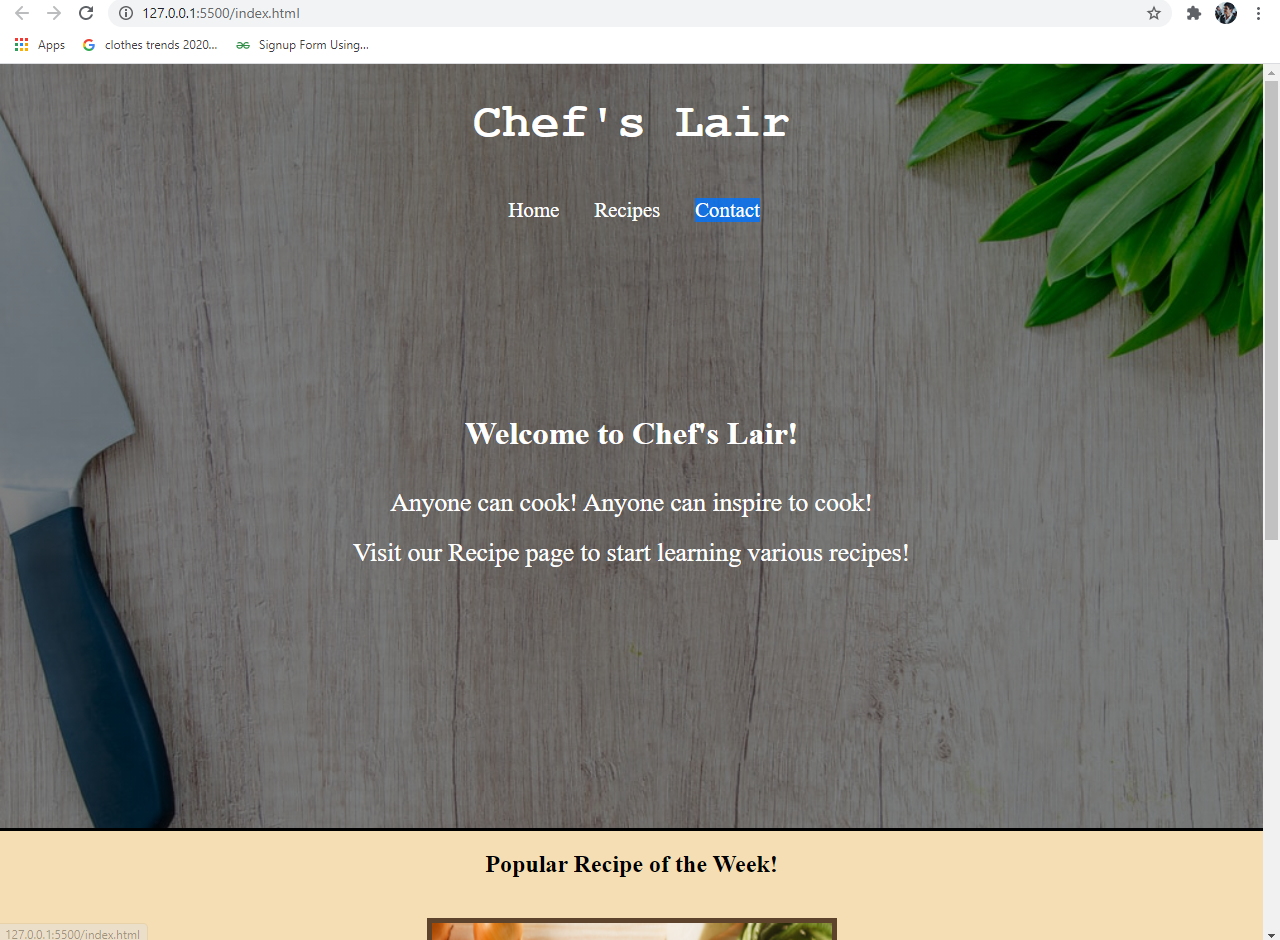 127.0.0.1:5500/index.html
Apps clothes trends 2020... Signup Form Using...
Chef's Lair
Home Recipes Contact
Welcome to Chef's Lair!
Anyone can cook! Anyone can inspire to cook!
Visit our Recipe page to start learning various recipes!
Popular Recipe of the Week!
127.0.0.1:5500/index.html